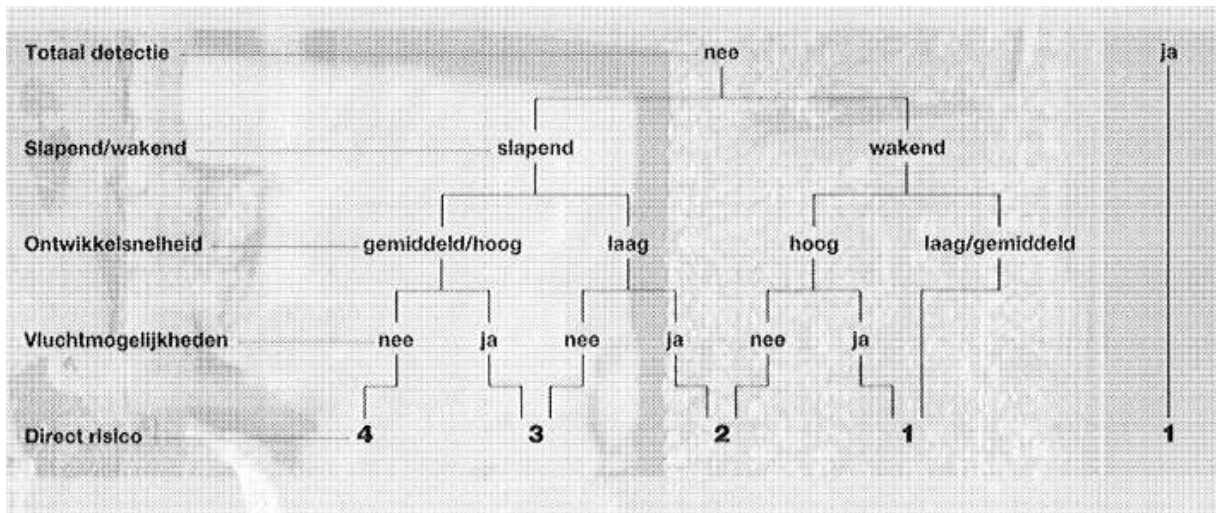 Totaal detectie nee ja
Slapend/wakend slapend wakend
Ontwikkelsnelheid gemiddeld/hoog laag hoog laag/gemiddeld
Vluchtmogelijkheden nee ja nee ja nee ja
Direct risico 4 3 2 1 1